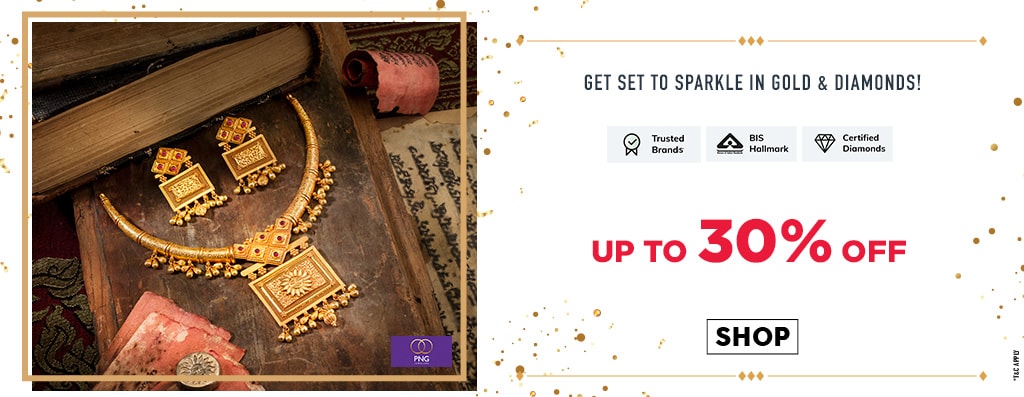 GET SET TO SPARKLE IN GOLD & DIAMONDS!
Trusted
Brands
BIS
Hallmark
Certified
Diamonds
UP TO 30% OFF
SHOP
PNG
*T&C APPLY